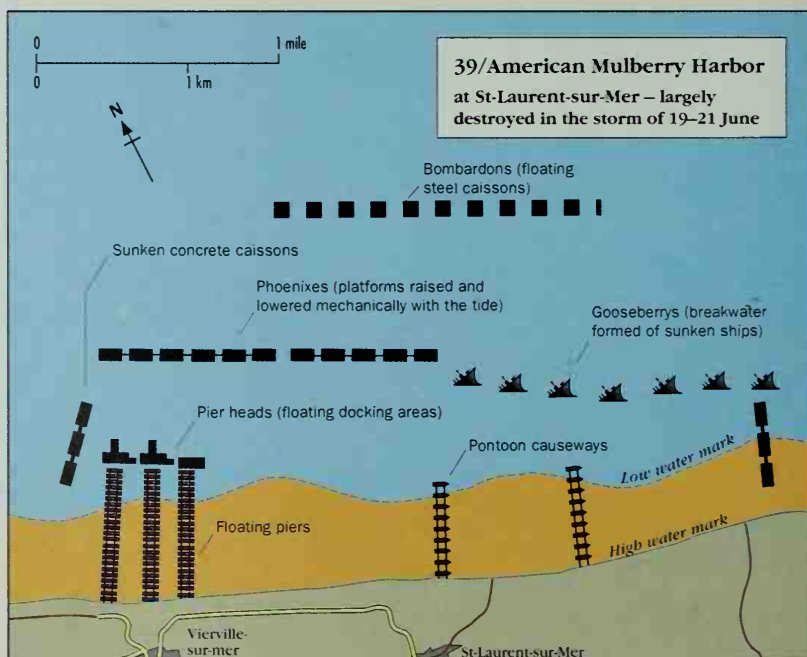 0
1 mile
0
1 km
39/American Mulberry Harbor
at St-Laurent-sur-Mer – largely
destroyed in the storm of 19–21 June
N
Bombardons (floating
steel caissons)
Sunken concrete caissons
Phoenixes (platforms raised and
lowered mechanically with the tide)
Gooseberrys (breakwater
formed of sunken ships)
Pier heads (floating docking areas)
Pontoon causeways
Low water mark
Floating piers
High water mark
Vierville-
sur-mer
St-Laurent-sur-Mer